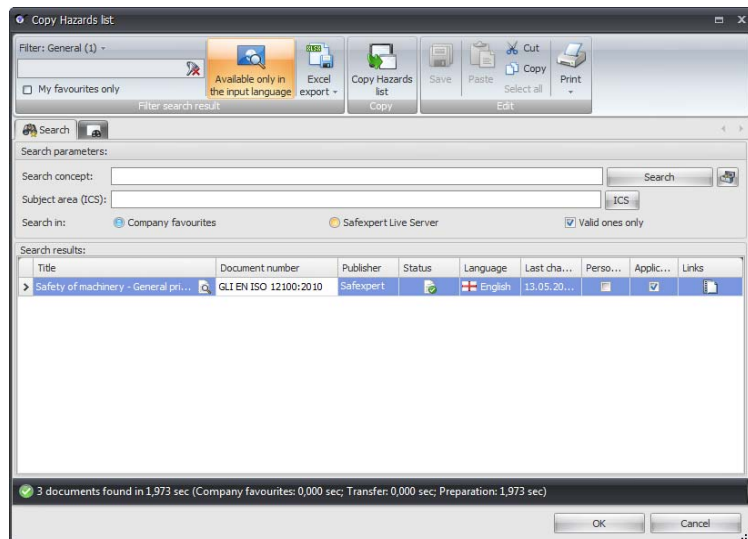 Copy Hazards list
Filter: General (1)
My favourites only
Available only in
the input language
Excel
export
Filter search result
Copy Hazards
list
Copy
Save
Paste
Cut
Copy
Select all
Print
Edit
Search
Search parameters:
Search concept:
Search
Subject area (ICS):
ICS
Search in:
Company favourites
Safexpert Live Server
Valid ones only
Search results:
Title Document number Publisher Status Language Last cha... Perso... Applic... Links
Safety of machinery - General pri... GLI EN ISO 12100:2010 Safexpert English 13.05.20...
3 documents found in 1,973 sec (Company favourites: 0,000 sec; Transfer: 0,000 sec; Preparation: 1,973 sec)
OK Cancel